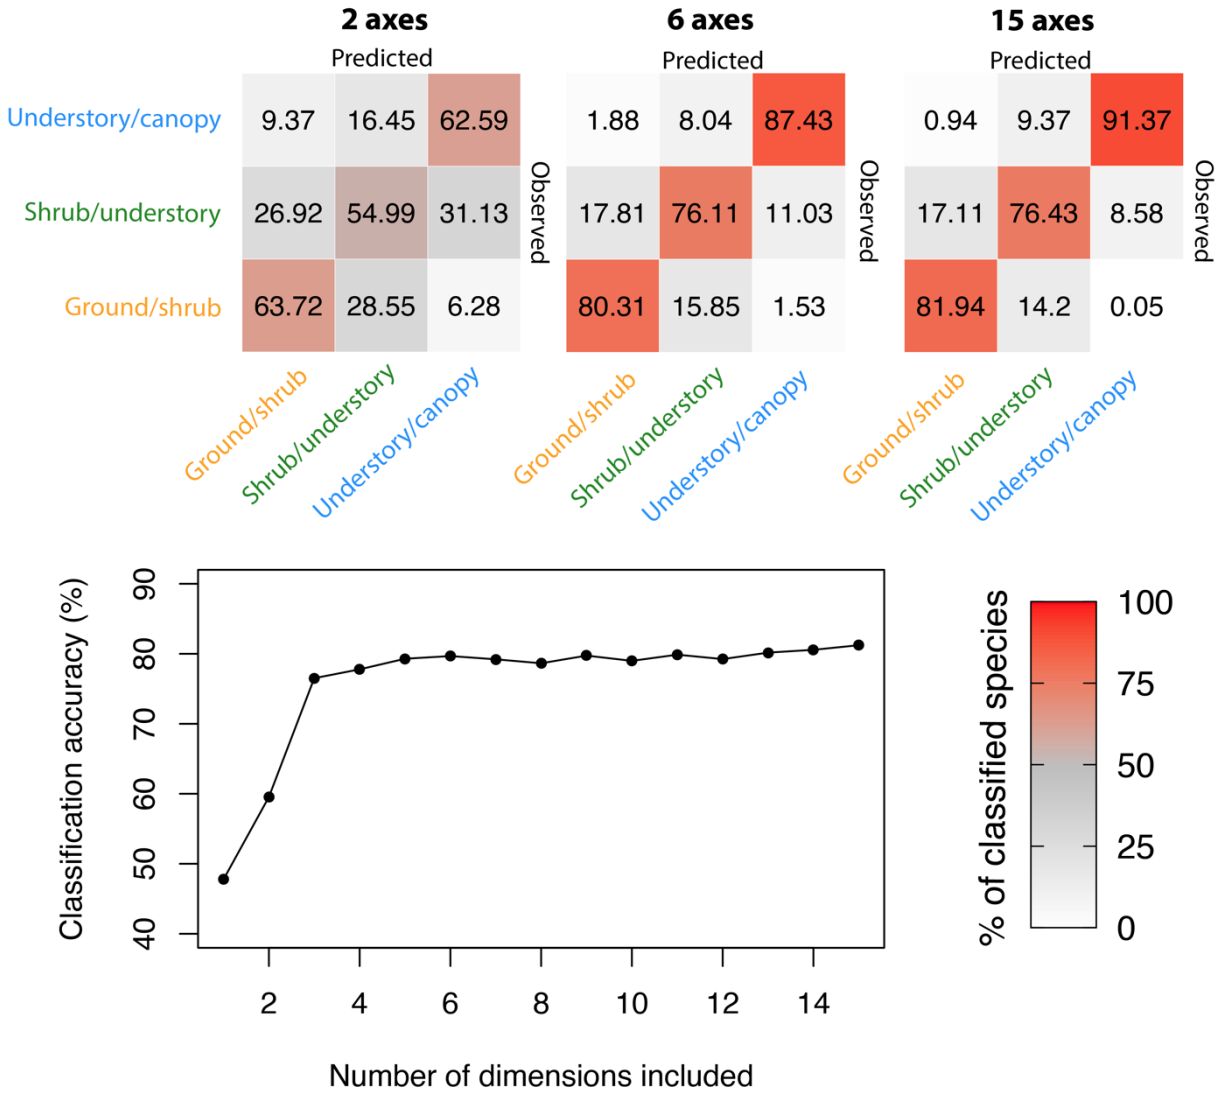 2 axes 6 axes 15 axes
Predicted Predicted Predicted
Understory/canopy 9.37 16.45 62.59 1.88 8.04 87.43 0.94 9.37 91.37
Shrub/understory 26.92 54.99 31.13 17.81 76.11 11.03 17.11 76.43 8.58
Observed Observed Observed
Ground/shrub 63.72 28.55 6.28 80.31 15.85 1.53 81.94 14.2 0.05
Ground/shrub Shrub/understory Understory/canopy Ground/shrub Shrub/understory Understory/canopy Ground/shrub Shrub/understory Understory/canopy
Classification accuracy (%)
90
80
70
60
50
40
2 4 6 8 10 12 14
Number of dimensions included
% of classified species
100
75
50
25
0